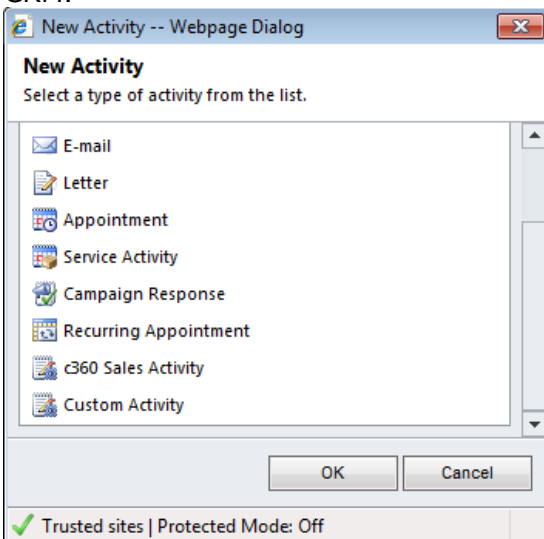 New Activity -- Webpage Dialog
New Activity
Select a type of activity from the list.
E-mail
Letter
Appointment
Service Activity
Campaign Response
Recurring Appointment
c360 Sales Activity
Custom Activity
OK Cancel
Trusted sites | Protected Mode: Off